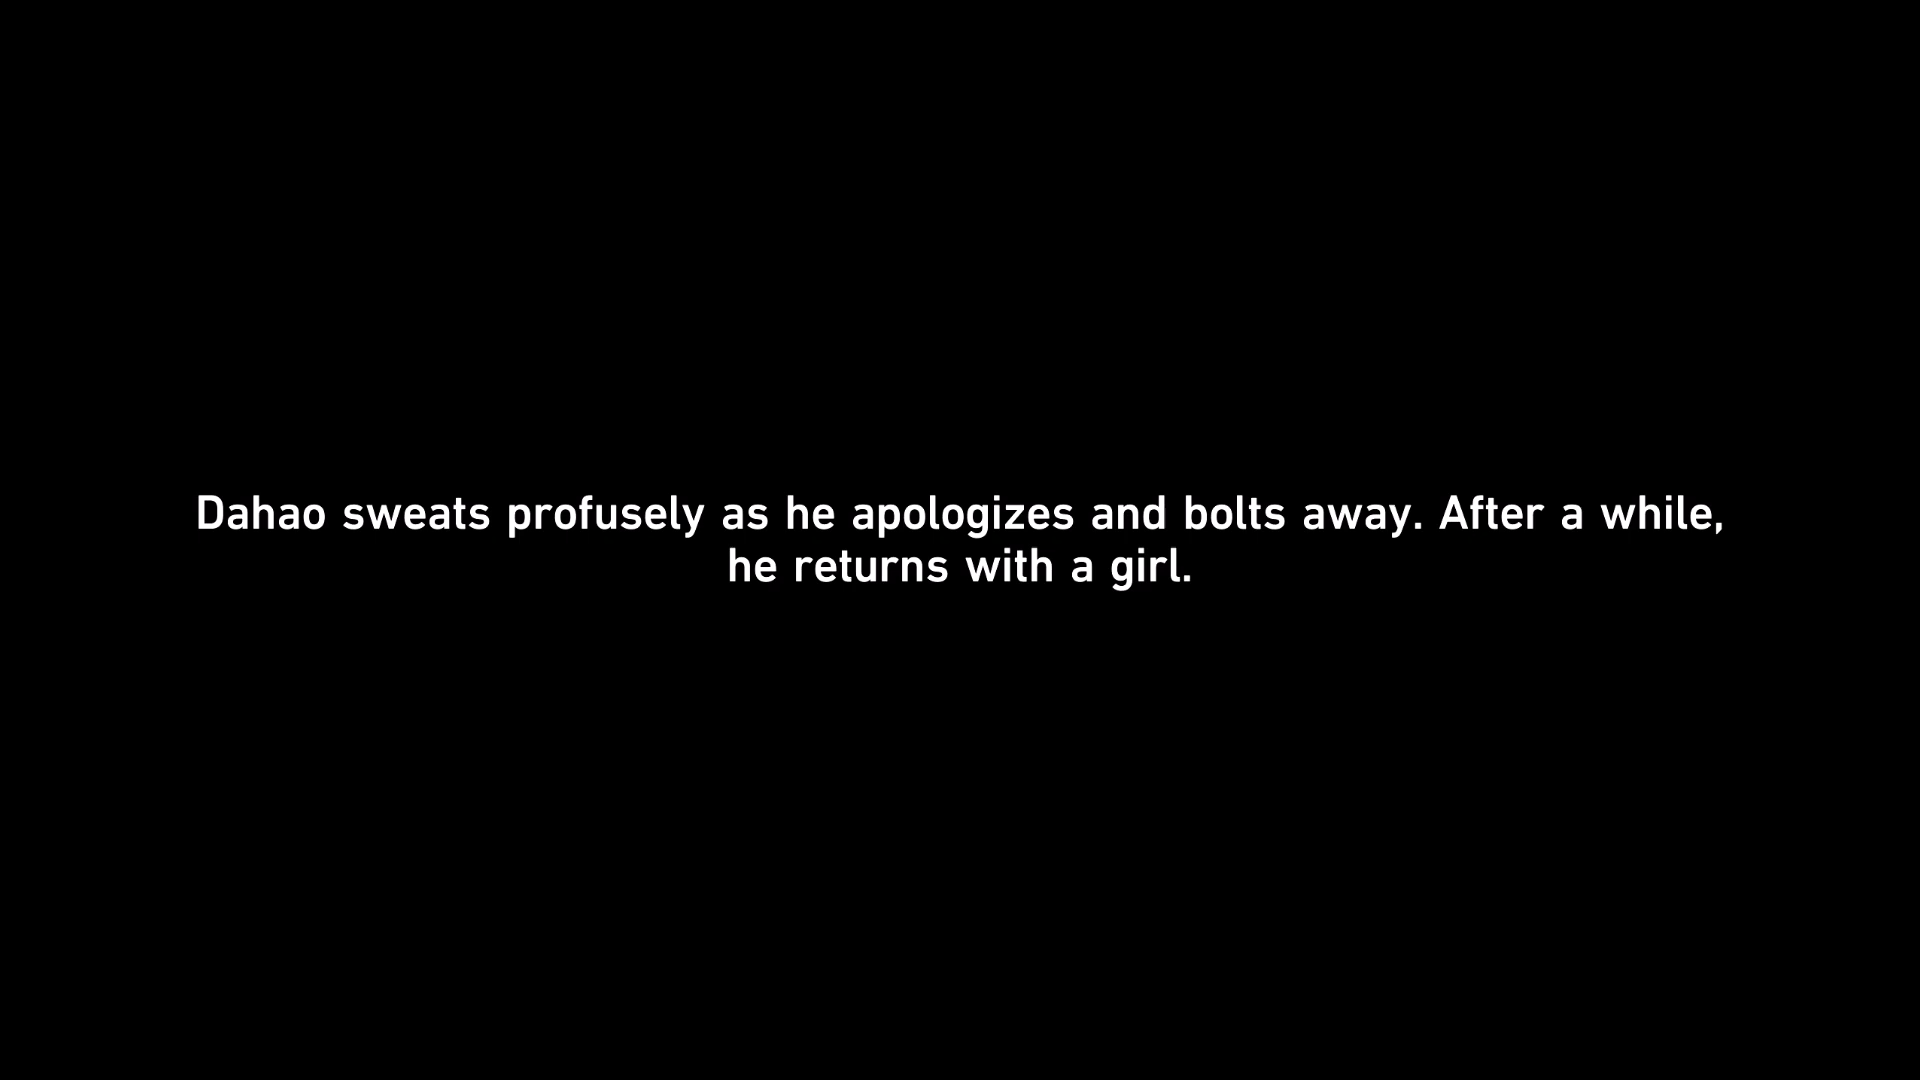 Dahao sweats profusely as he apologizes and bolts away. After a while,
he returns with a girl.